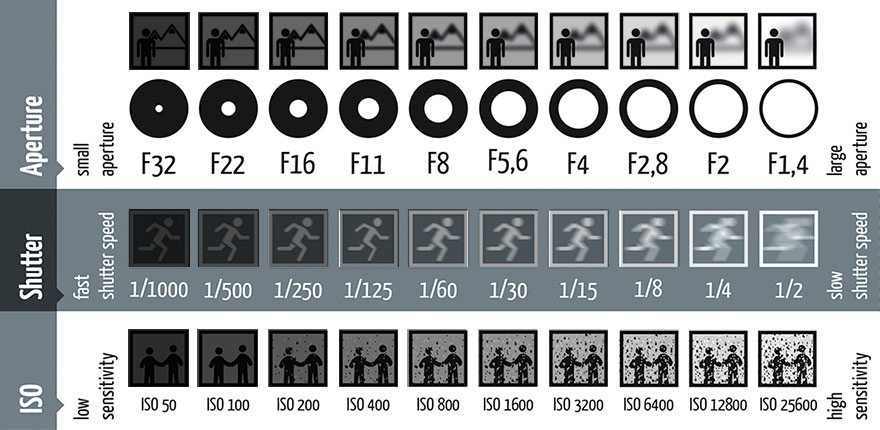 Aperture
small
aperture
F32 F22 F16 F11 F8 F5,6 F4 F2,8 F2 F1,4
large
aperture
Shutter
fast
shutter speed
1/1000 1/500 1/250 1/125 1/60 1/30 1/15 1/8 1/4 1/2
slow
shutter speed
ISO
low
sensitivity
ISO 50 ISO 100 ISO 200 ISO 400 ISO 800 ISO 1600 ISO 3200 ISO 6400 ISO 12800 ISO 25600
high
sensitivity